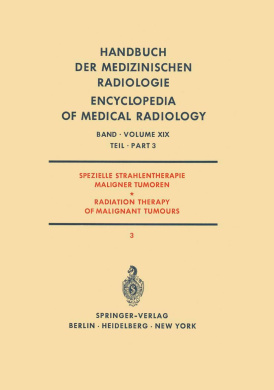 HANDBUCH
DER MEDIZINISCHEN
RADIOLOGIE
ENCYCLOPEDIA
OF MEDICAL RADIOLOGY
BAND · VOLUME XIX
TEIL · PART 3
SPEZIELLE STRAHLENTHERAPIE
MALIGNER TUMOREN
•
RADIATION THERAPY
OF MALIGNANT TUMOURS
3
SPRINGER-VERLAG
BERLIN · HEIDELBERG · NEW YORK